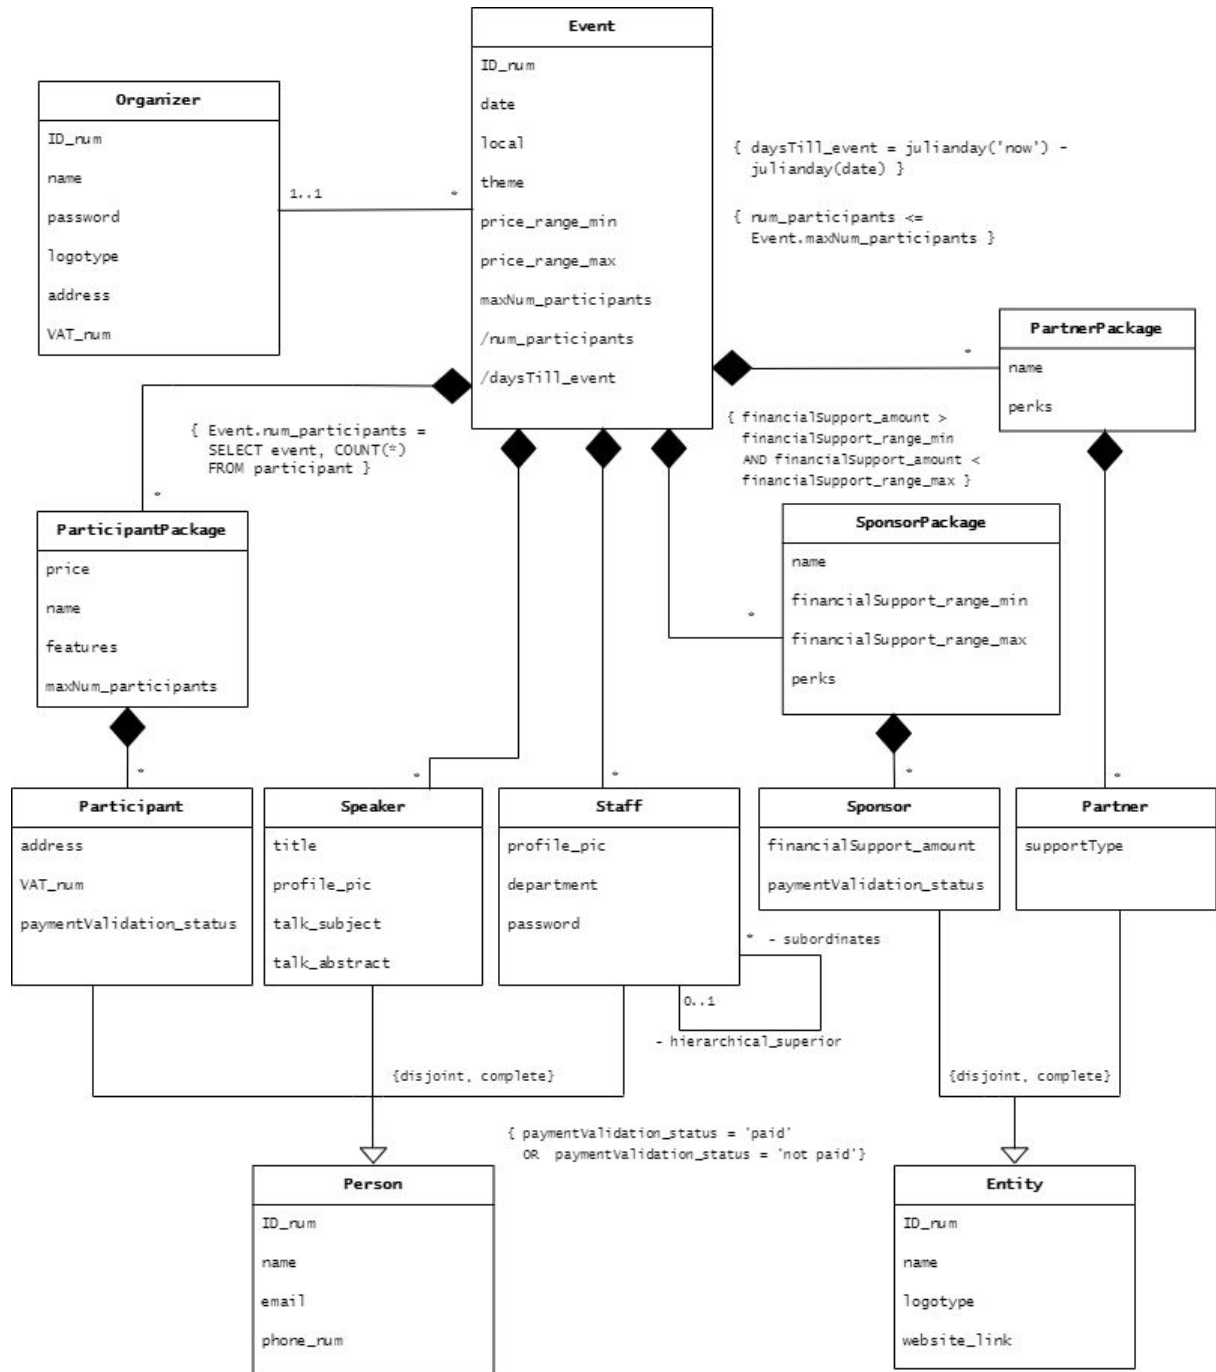 Event
ID_num
date
local
theme
price_range_min
price_range_max
maxNum_participants
/num_participants
/daysTill_event
Organizer
ID_num
name
password
logotype
address
VAT_num
1..1
*
{ daysTill_event = julianday('now') -
julianday(date) }
{ num_participants <=
Event.maxNum_participants }
PartnerPackage
name
perks
*
{ Event.num_participants =
SELECT event, COUNT(*)
FROM participant }
*
{ financialSupport_amount >
financialSupport_range_min
AND financialSupport_amount <
financialSupport_range_max }
ParticipantPackage
price
name
features
maxNum_participants
SponsorPackage
name
financialSupport_range_min
financialSupport_range_max
perks
*
*
*
*
*
*
Participant
address
VAT_num
paymentValidation_status
Speaker
title
profile_pic
talk_subject
talk_abstract
Staff
profile_pic
department
password
Sponsor
financialSupport_amount
paymentValidation_status
Partner
supportType
* - subordinates
0..1
- hierarchical_superior
{disjoint, complete}
{disjoint, complete}
{ paymentValidation_status = 'paid'
OR paymentValidation_status = 'not paid'}
Person
ID_num
name
email
phone_num
Entity
ID_num
name
logotype
website_link